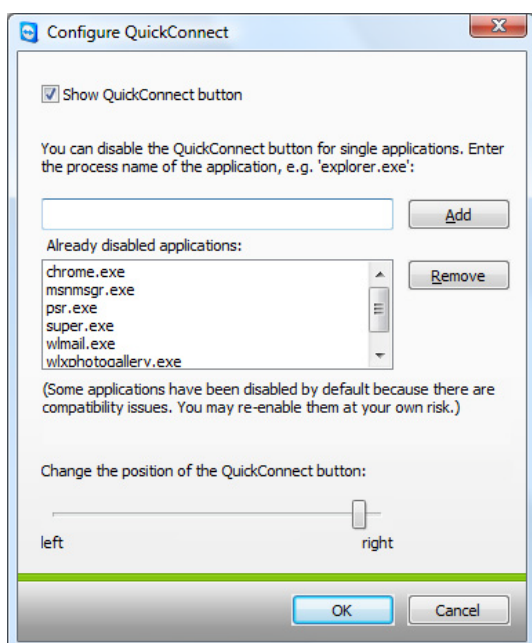 Configure QuickConnect
Show QuickConnect button
You can disable the QuickConnect button for single applications. Enter
the process name of the application, e.g. 'explorer.exe':
Add
Already disabled applications:
chrome.exe
msnmsgr.exe
Remove
psr.exe
super.exe
wlmail.exe
wlxphotogallery.exe
(Some applications have been disabled by default because there are
compatibility issues. You may re-enable them at your own risk.)
Change the position of the QuickConnect button:
left right
OK Cancel